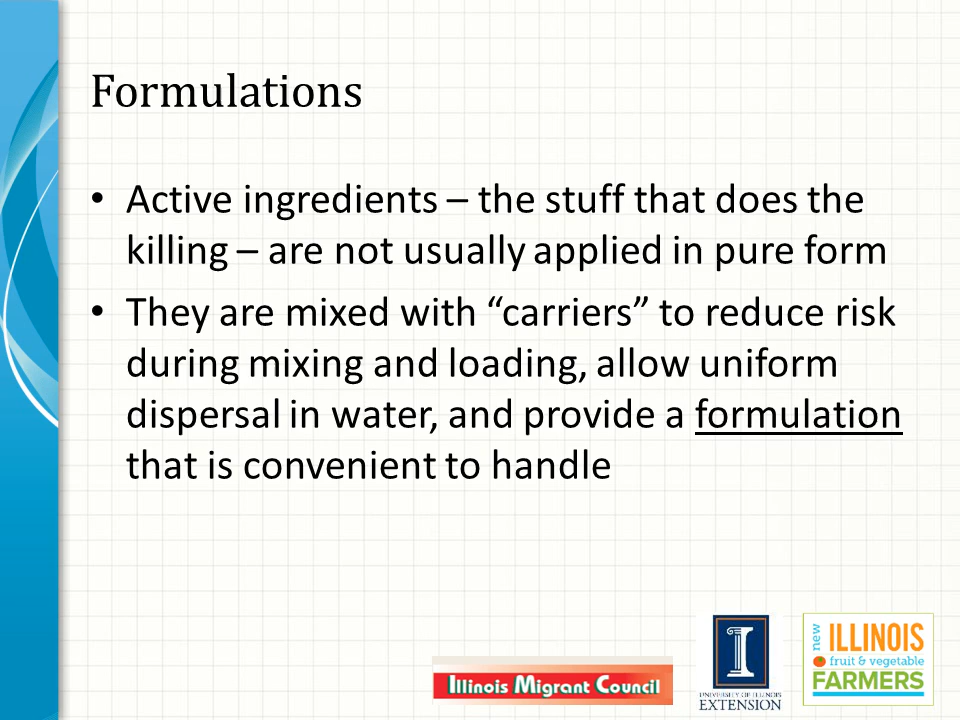 Formulations
• Active ingredients – the stuff that does the
killing – are not usually applied in pure form
• They are mixed with “carriers” to reduce risk
during mixing and loading, allow uniform
dispersal in water, and provide a formulation
that is convenient to handle
Illinois Migrant Council
I
UNIVERSITY OF ILLINOIS
EXTENSION
new
ILLINOIS
fruit & vegetable
FARMERS